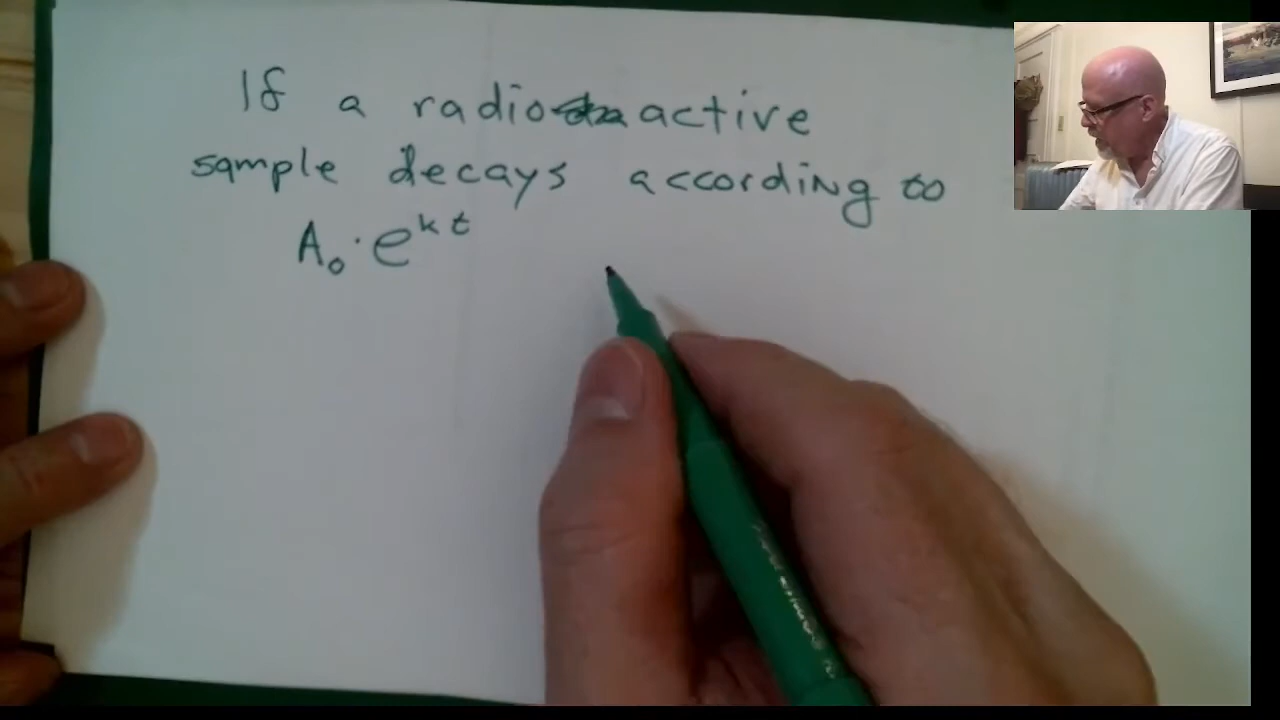 If a radioactive
sample decays according to
A₀ · e^{kt}